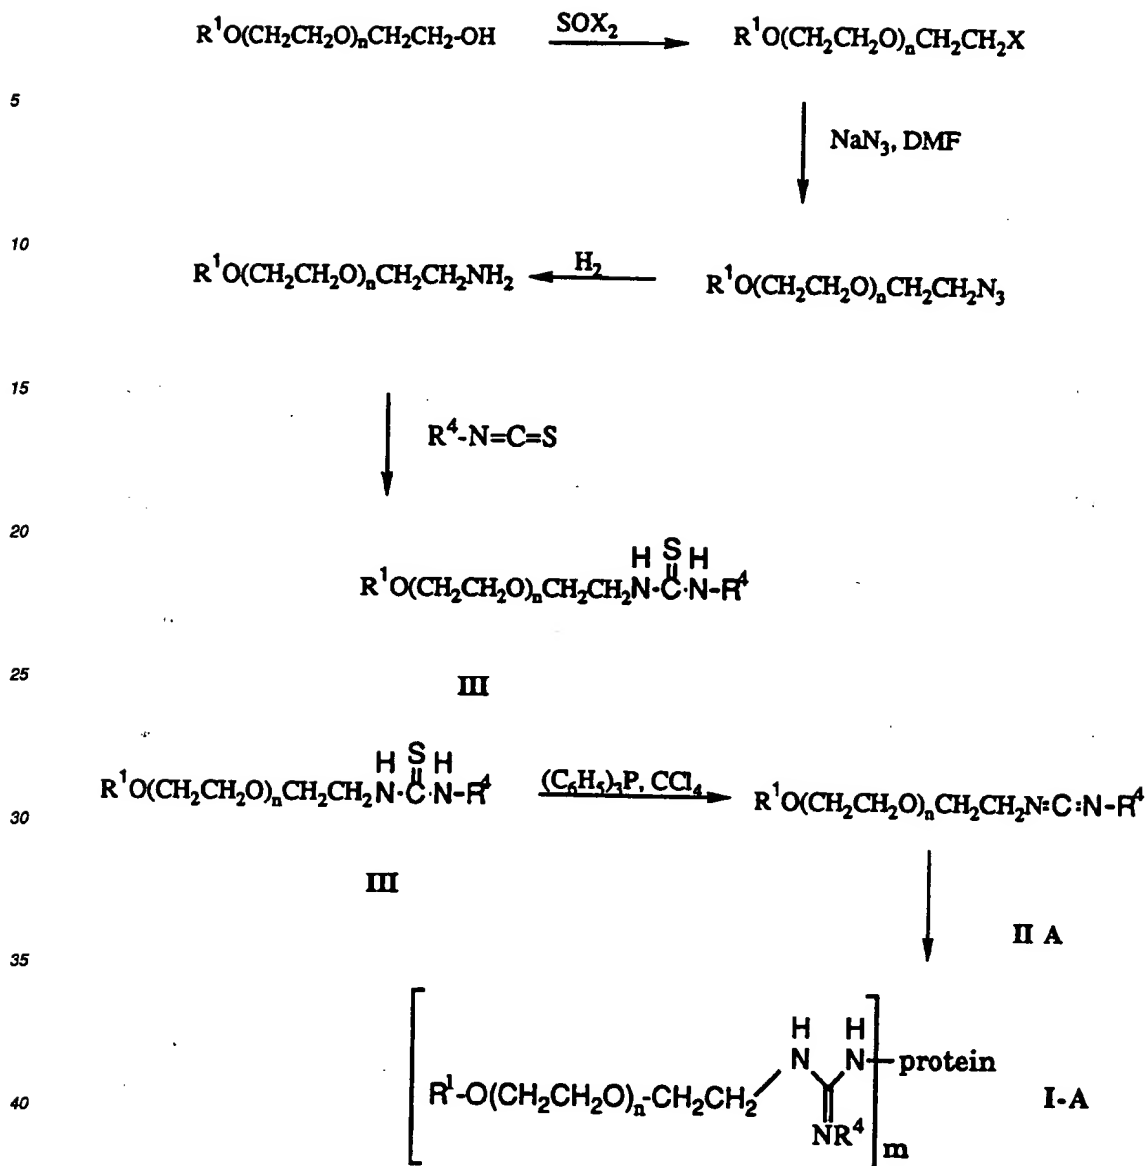 R¹O(CH₂CH₂O)ₙCH₂CH₂-OH SOX₂ R¹O(CH₂CH₂O)ₙCH₂CH₂X
5
NaN₃, DMF
10
R¹O(CH₂CH₂O)ₙCH₂CH₂NH₂ H₂ R¹O(CH₂CH₂O)ₙCH₂CH₂N₃
15
R⁴-N=C=S
20
H S H
R¹O(CH₂CH₂O)ₙCH₂CH₂N·C·N-R⁴
25
III
H S H
R¹O(CH₂CH₂O)ₙCH₂CH₂N·C·N-R⁴ (C₆H₅)₃P, CCl₄ R¹O(CH₂CH₂O)ₙCH₂CH₂N=C=N-R⁴
30
III
II A
35
H H
N N protein
R¹-O(CH₂CH₂O)ₙ-CH₂CH₂ I-A
40
NR⁴ m